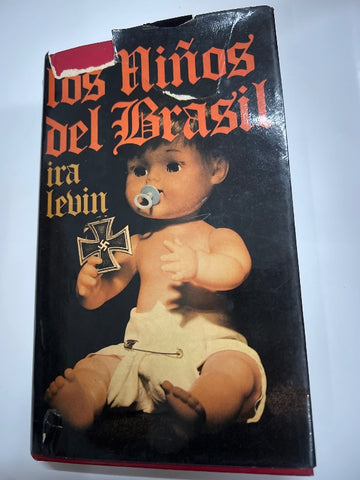 los Niños
del Brasil
ira
levin